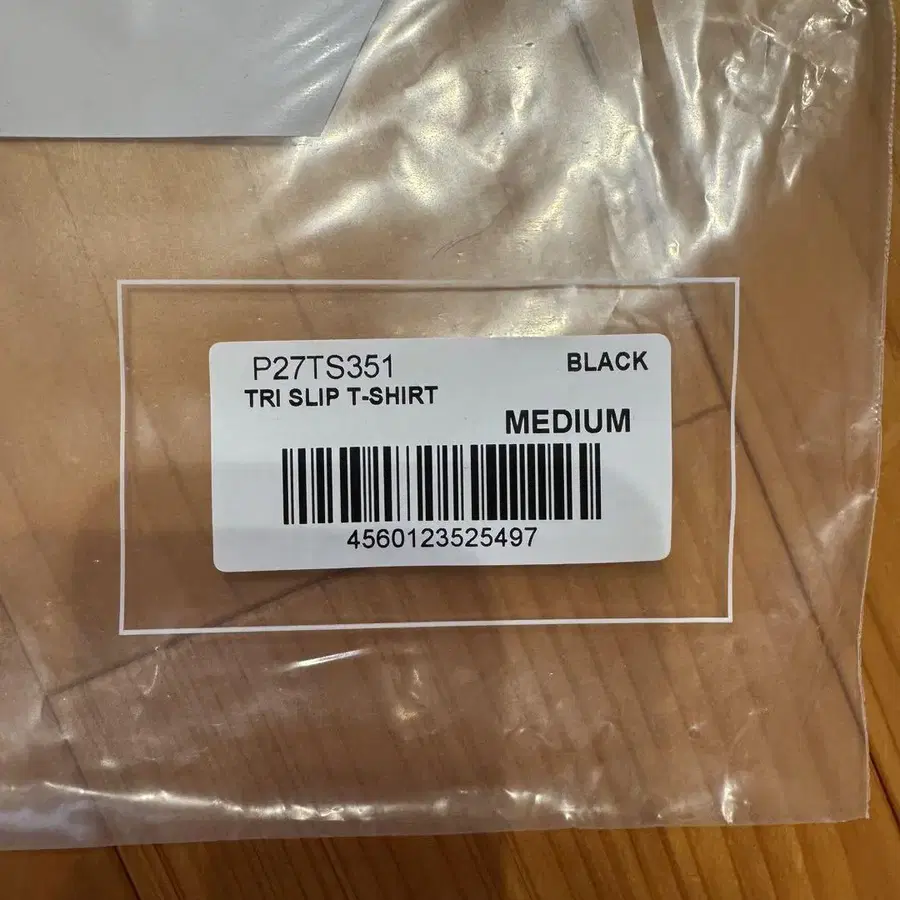 P27TS351 BLACK
TRI SLIP T-SHIRT
MEDIUM
4560123525497